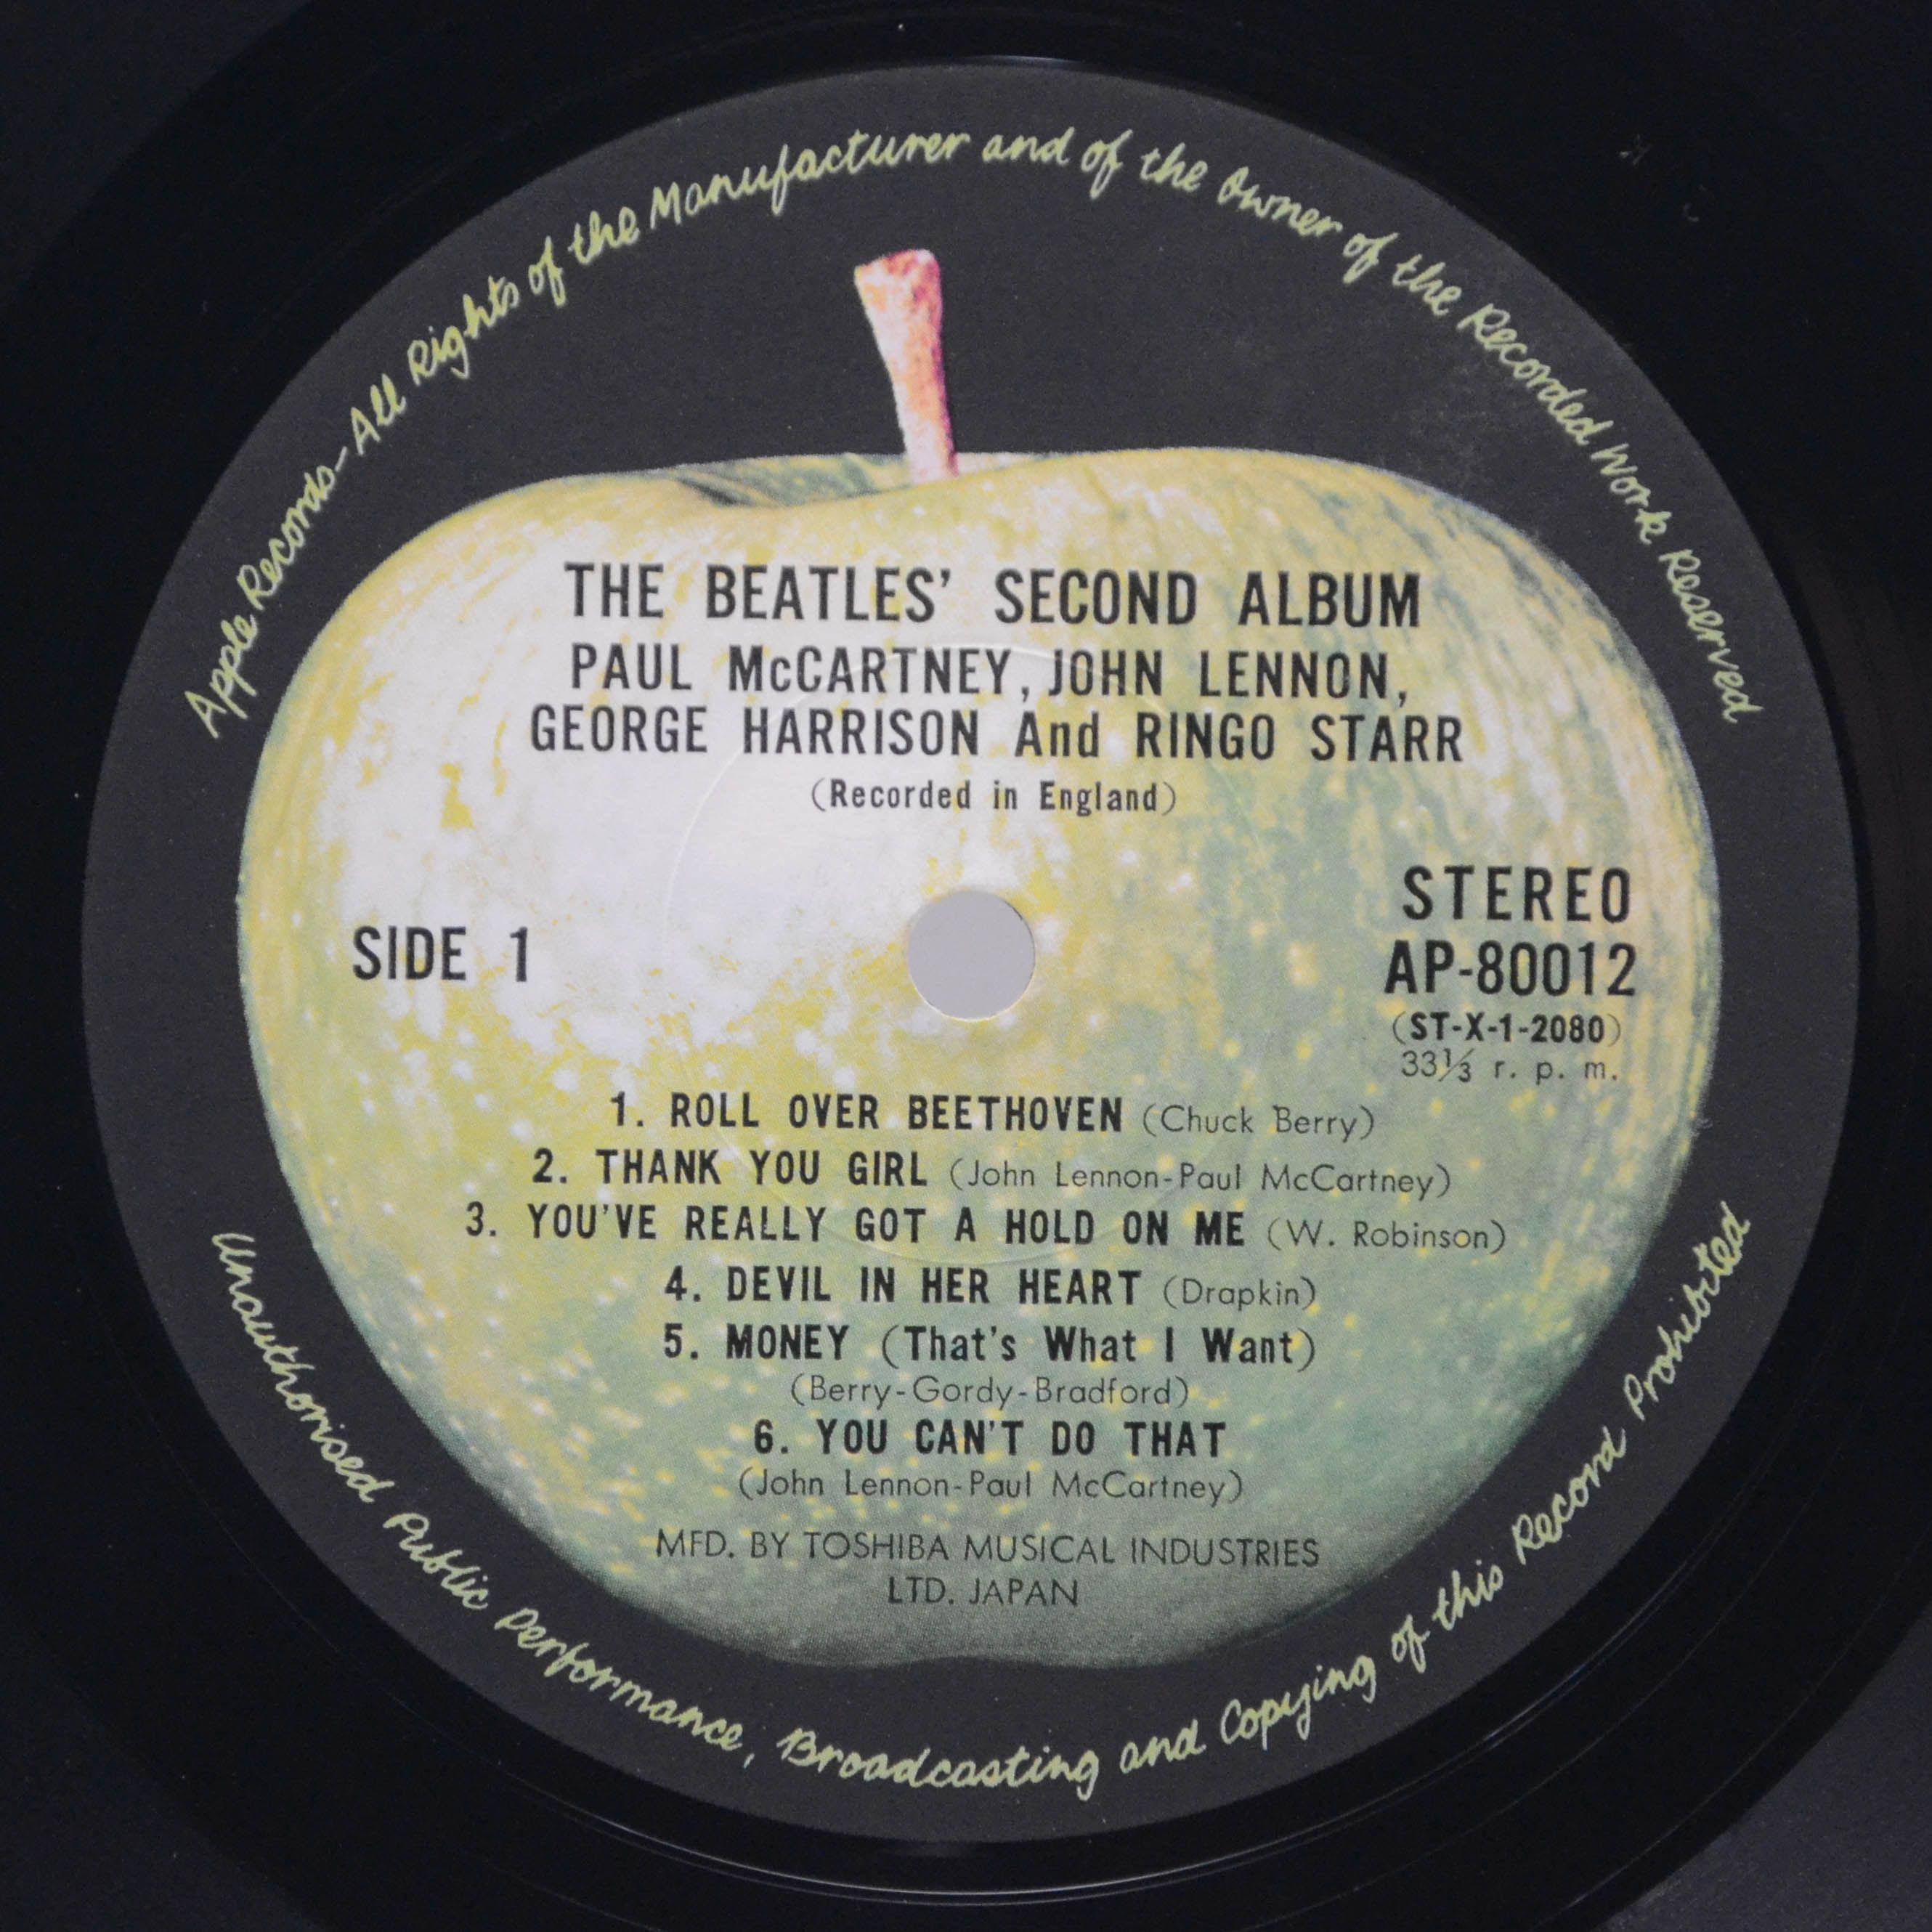 Apple Records-All Rights of the Manufacturer and of the Owner of the Recorded Work Reserved
THE BEATLES' SECOND ALBUM
PAUL McCARTNEY, JOHN LENNON,
GEORGE HARRISON And RINGO STARR
(Recorded in England)
SIDE 1
STEREO
AP-80012
(ST-X-1-2080)
33⅓ r. p. m.
1. ROLL OVER BEETHOVEN (Chuck Berry)
2. THANK YOU GIRL (John Lennon-Paul McCartney)
3. YOU'VE REALLY GOT A HOLD ON ME (W. Robinson)
4. DEVIL IN HER HEART (Drapkin)
5. MONEY (That's What I Want)
(Berry-Gordy-Bradford)
6. YOU CAN'T DO THAT
(John Lennon-Paul McCartney)
MFD. BY TOSHIBA MUSICAL INDUSTRIES
LTD. JAPAN
Unauthorised Public Performance, Broadcasting and Copying of this Record Prohibited